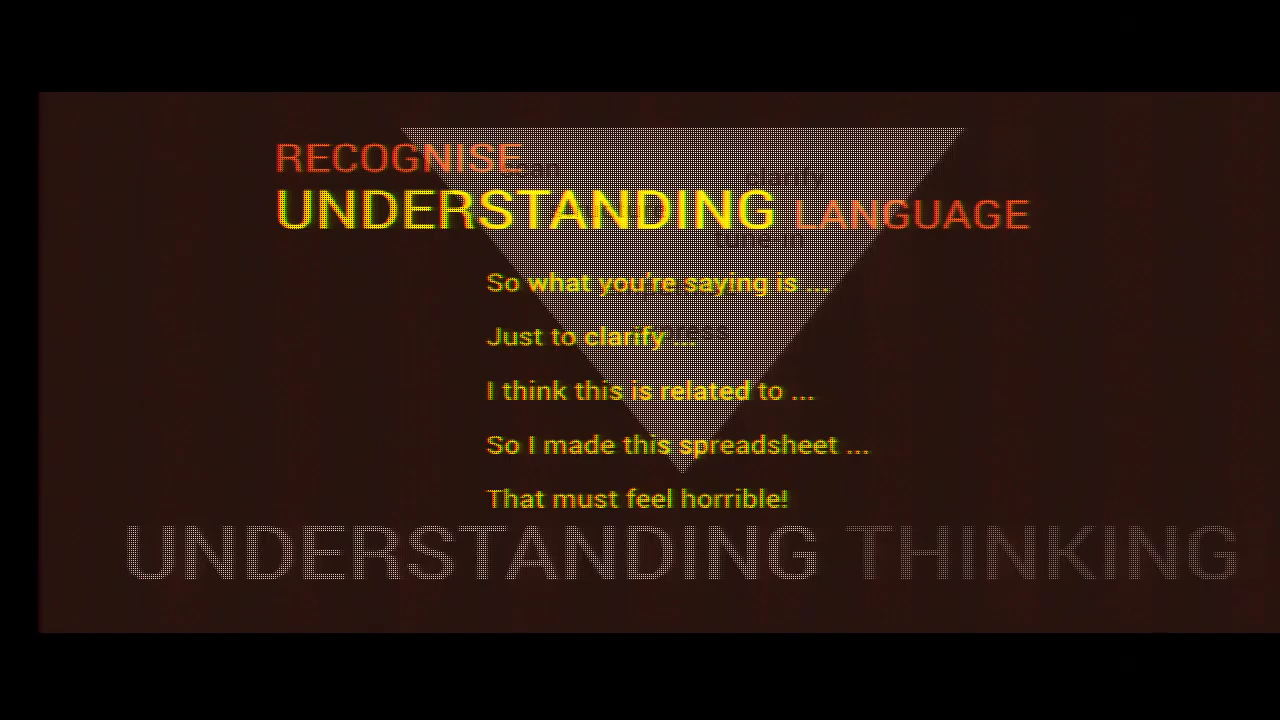 RECOGNISE
UNDERSTANDING LANGUAGE
So what you're saying is ...
Just to clarify ...
I think this is related to ...
So I made this spreadsheet ...
That must feel horrible!
UNDERSTANDING THINKING